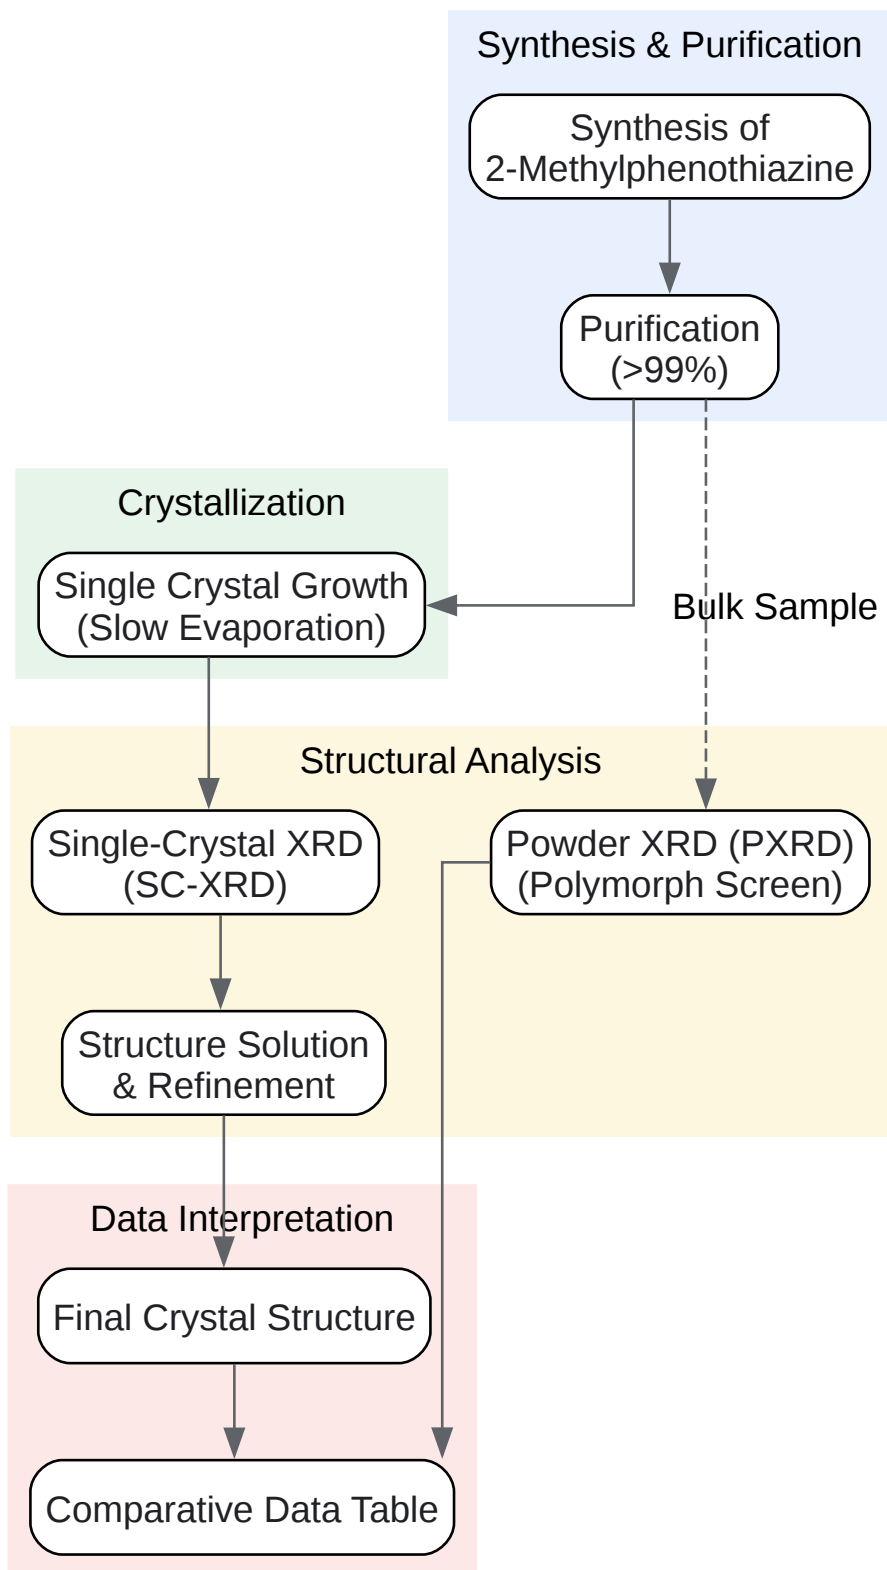 Synthesis & Purification
Synthesis of
2-Methylphenothiazine
Purification
(>99%)
Crystallization
Single Crystal Growth
(Slow Evaporation)
Bulk Sample
Structural Analysis
Single-Crystal XRD
(SC-XRD)
Powder XRD (PXRD)
(Polymorph Screen)
Structure Solution
& Refinement
Data Interpretation
Final Crystal Structure
Comparative Data Table